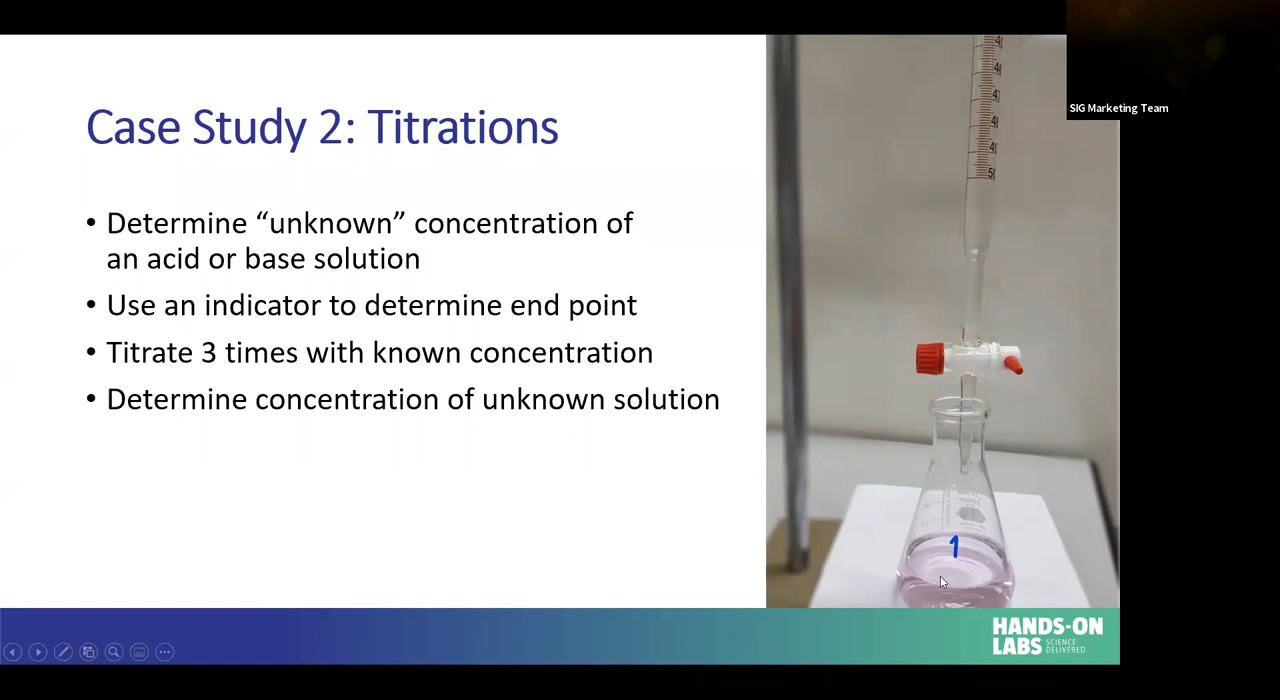 SIG Marketing Team
Case Study 2: Titrations
• Determine “unknown” concentration of
an acid or base solution
• Use an indicator to determine end point
• Titrate 3 times with known concentration
• Determine concentration of unknown solution
47
48
1
HANDS-ON
LABS SCIENCE
DELIVERED